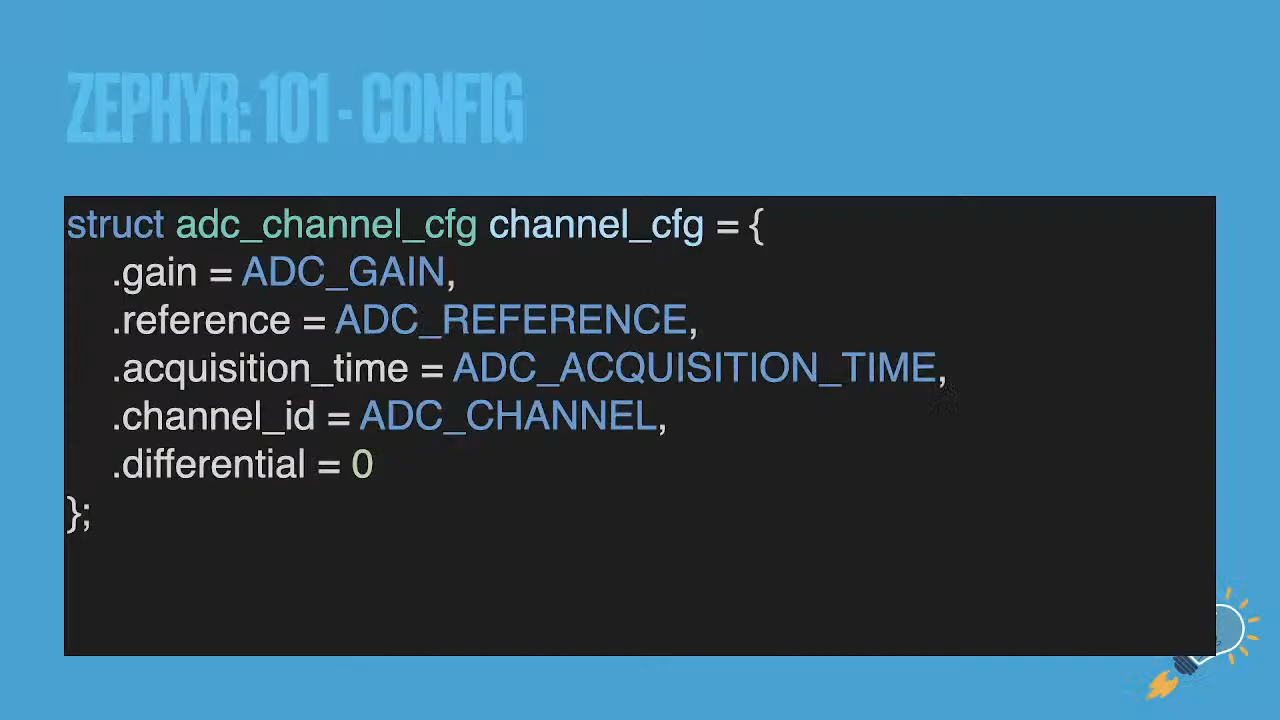 ZEPHYR: 101 - CONFIG
struct adc_channel_cfg channel_cfg = {
.gain = ADC_GAIN,
.reference = ADC_REFERENCE,
.acquisition_time = ADC_ACQUISITION_TIME,
.channel_id = ADC_CHANNEL,
.differential = 0
};